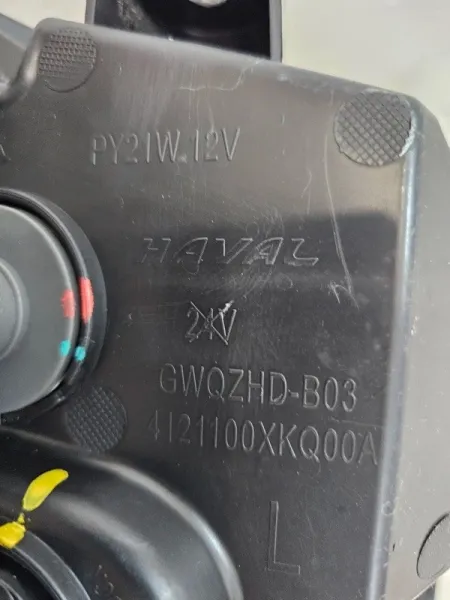 PY21W.12V
HAVAL
24V
GWQZHD-B03
4121100XKQ00A
L